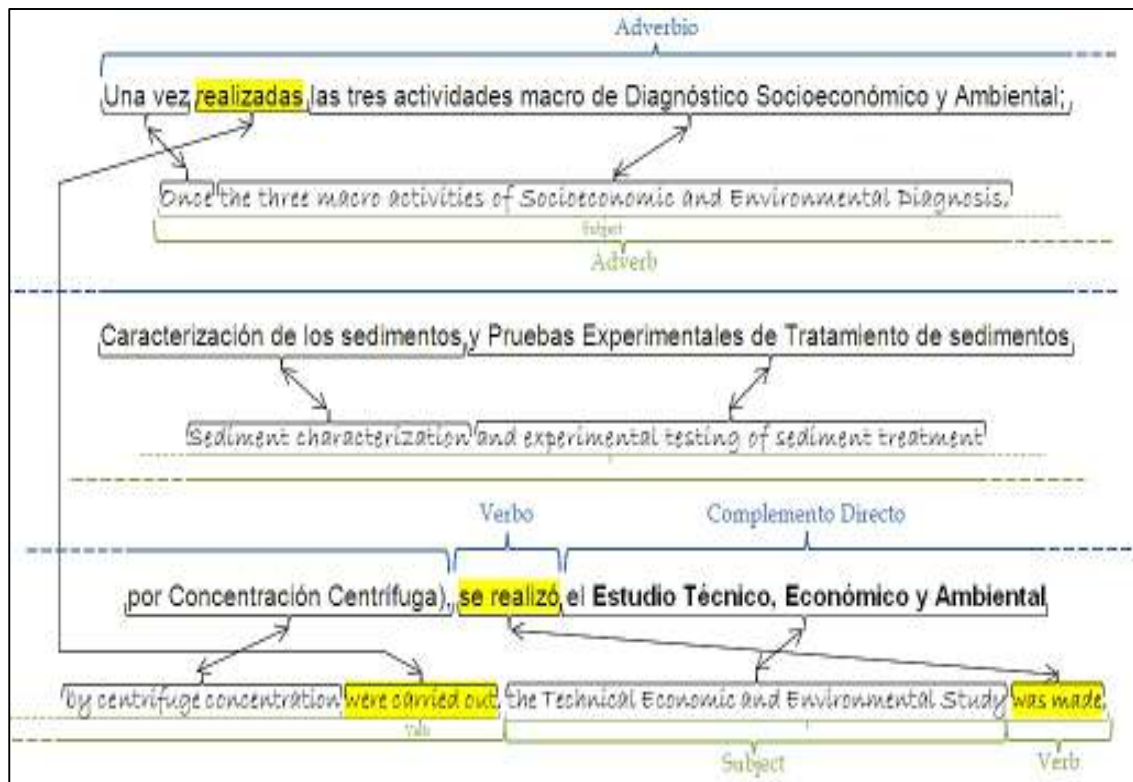 Adverbio
Una vez realizadas las tres actividades macro de Diagnóstico Socioeconómico y Ambiental;
Once the three macro activities of Socioeconomic and Environmental Diagnosis,
Subject
Adverb
Caracterización de los sedimentos y Pruebas Experimentales de Tratamiento de sedimentos
Sediment characterization and experimental testing of sediment treatment
Verbo Complemento Directo
por Concentración Centrífuga), se realizó el Estudio Técnico, Económico y Ambiental
by centrifuge concentration were carried out, the Technical Economic and Environmental Study was made,
Subject Verb